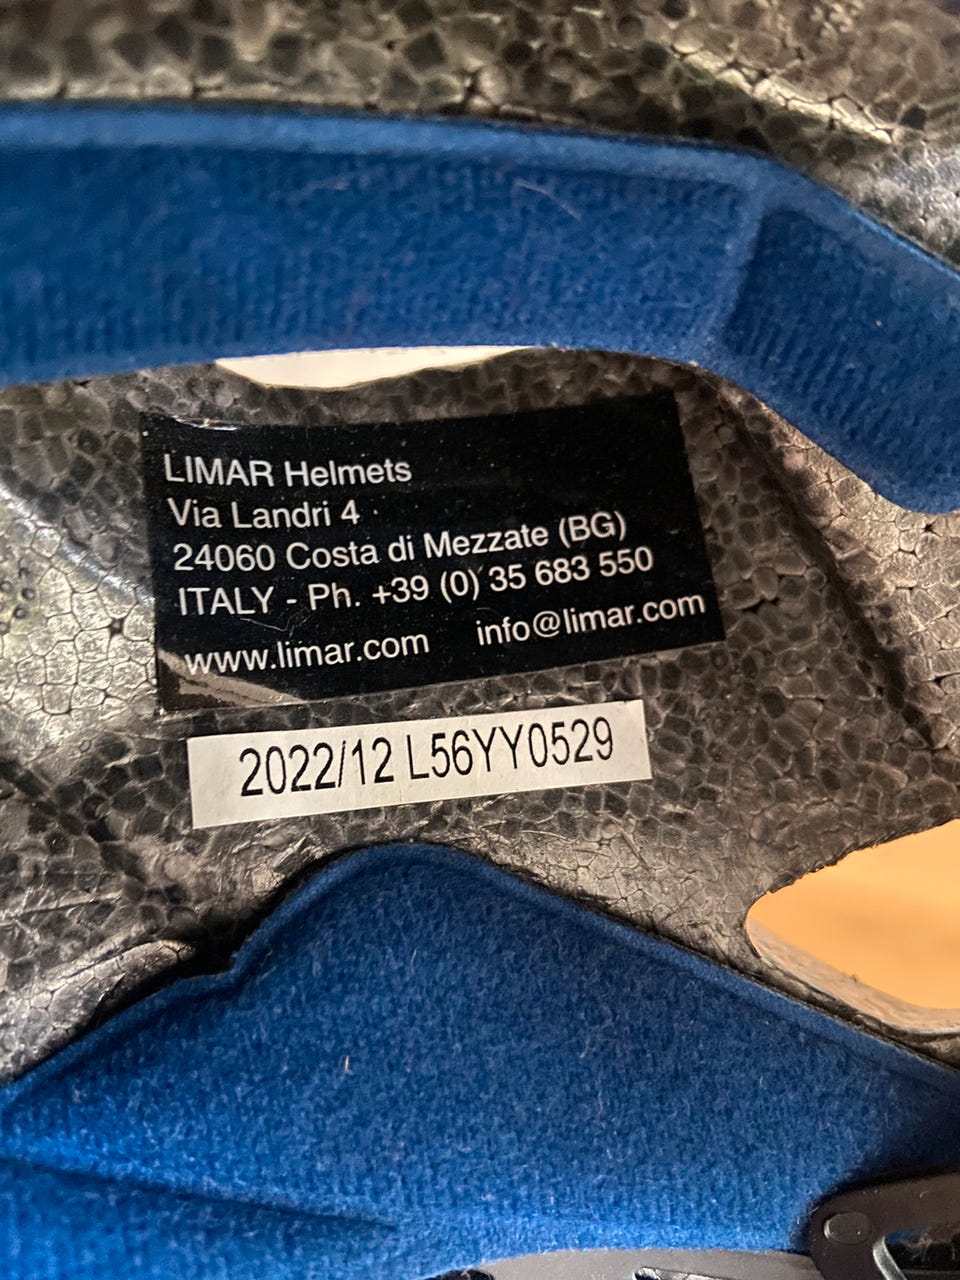 LIMAR Helmets
Via Landri 4
24060 Costa di Mezzate (BG)
ITALY - Ph. +39 (0) 35 683 550
www.limar.com info@limar.com
2022/12 L56YY0529